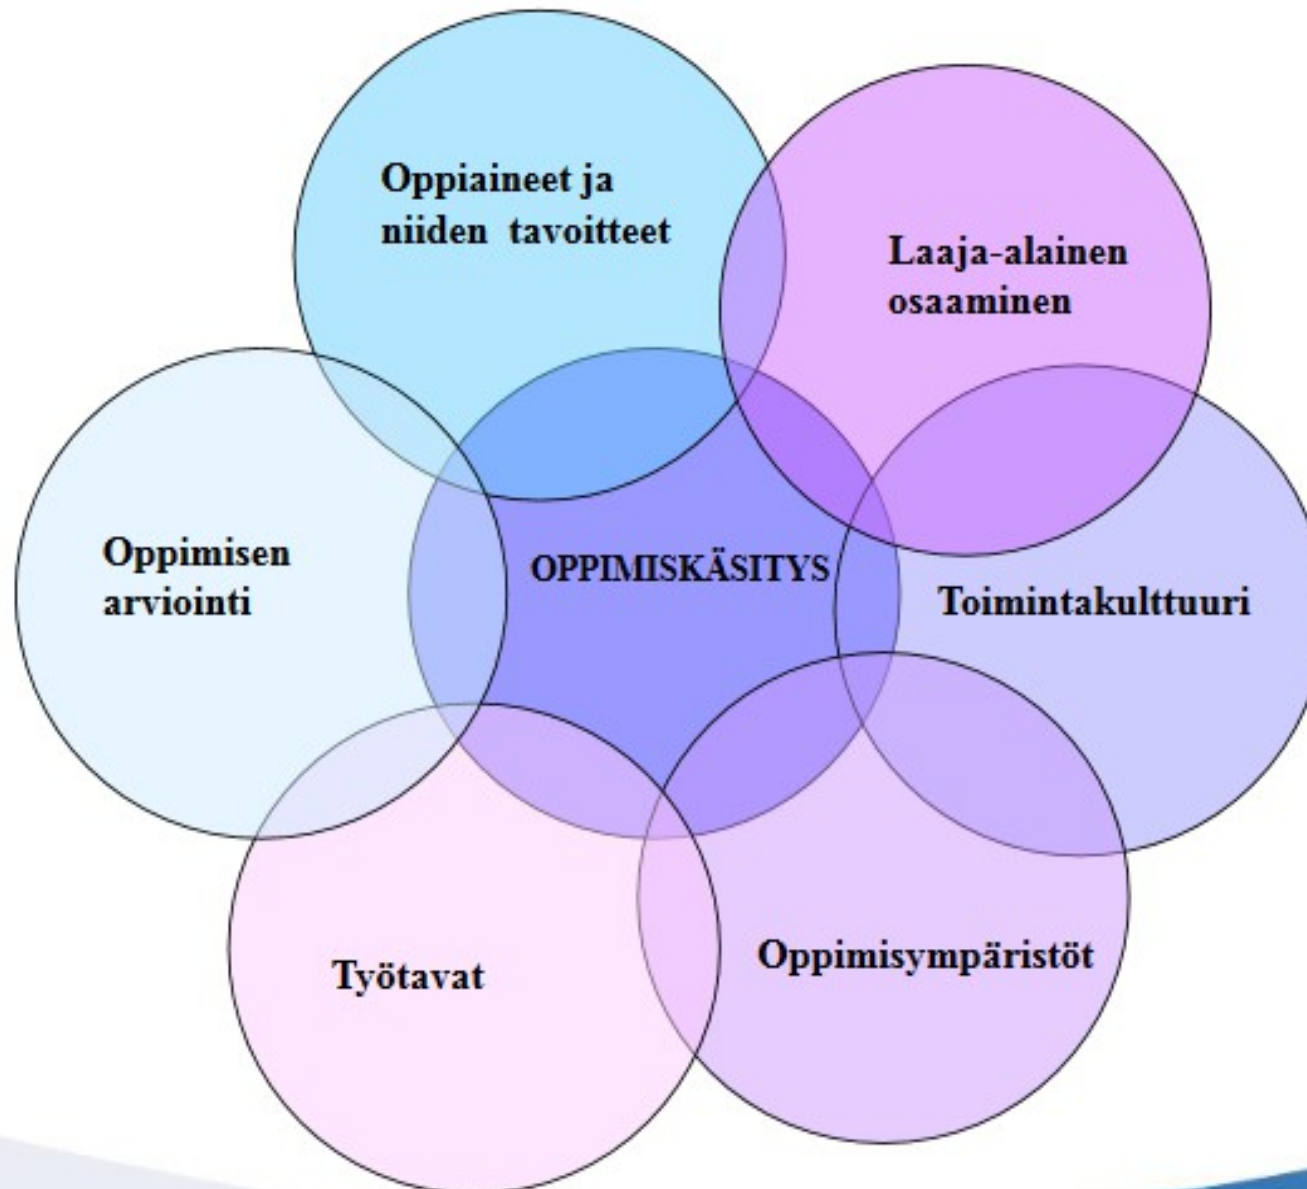 Oppiaineet ja
niiden tavoitteet
Laaja-alainen
osaaminen
Oppimisen
arviointi
OPPIMISKÄSITYS
Toimintakulttuuri
Työtavat
Oppimisympäristöt